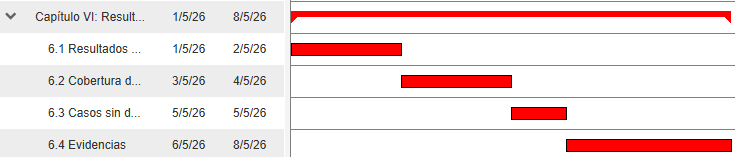 Capítulo VI: Result... 1/5/26 8/5/26
6.1 Resultados ... 1/5/26 2/5/26
6.2 Cobertura d... 3/5/26 4/5/26
6.3 Casos sin d... 5/5/26 5/5/26
6.4 Evidencias 6/5/26 8/5/26